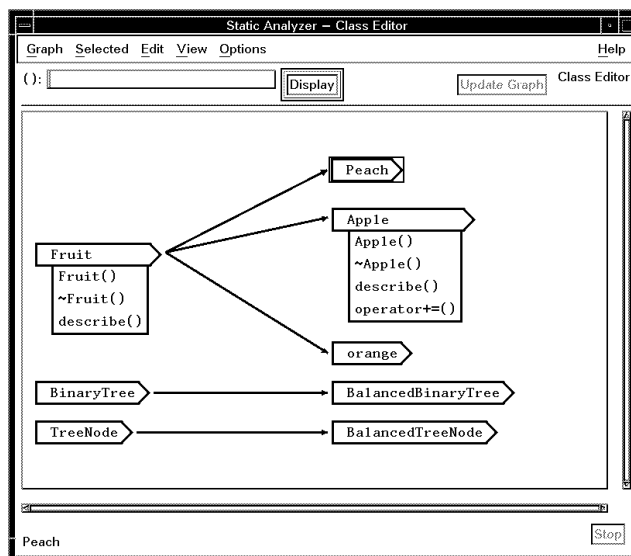 Static Analyzer – Class Editor
Graph Selected Edit View Options Help
(): Display Update Graph Class Editor
Peach
Apple
Apple()
~Apple()
describe()
operator+=()
Fruit
Fruit()
~Fruit()
describe()
orange
BinaryTree BalancedBinaryTree
TreeNode BalancedTreeNode
Peach Stop